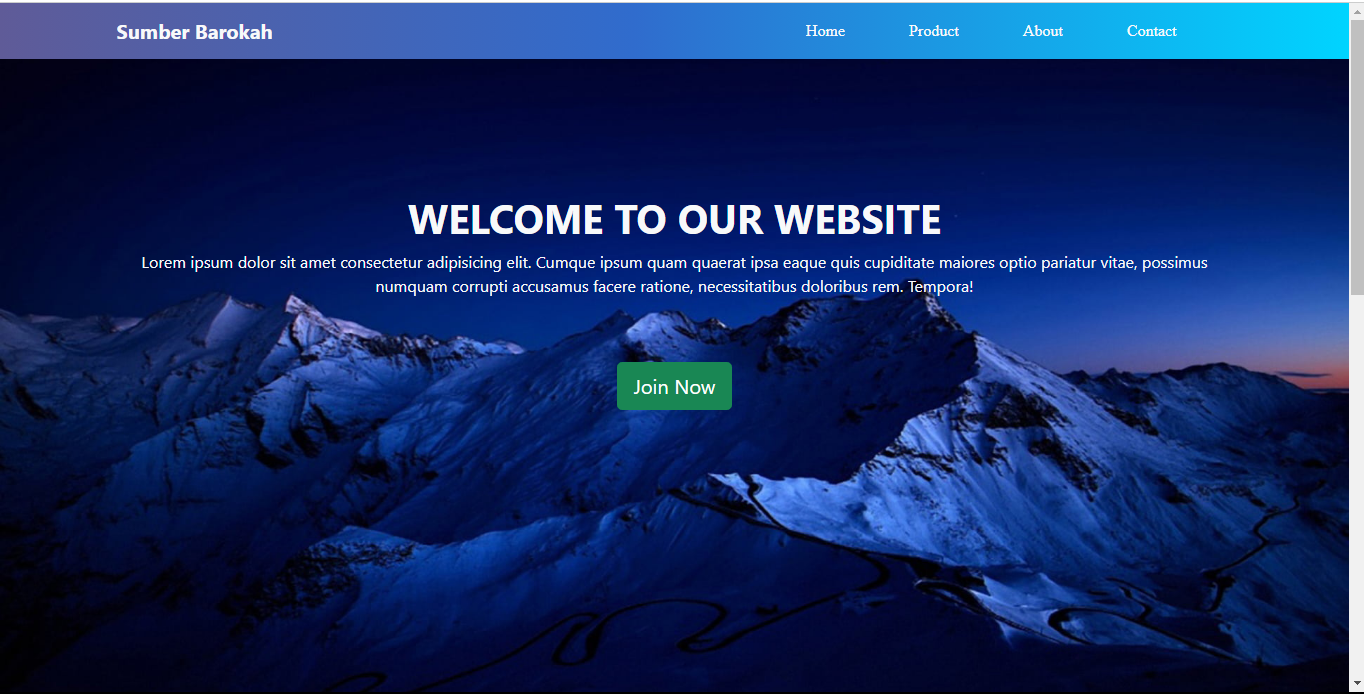 Sumber Barokah
Home Product About Contact
WELCOME TO OUR WEBSITE
Lorem ipsum dolor sit amet consectetur adipisicing elit. Cumque ipsum quam quaerat ipsa eaque quis cupiditate maiores optio pariatur vitae, possimus
numquam corrupti accusamus facere ratione, necessitatibus doloribus rem. Tempora!
Join Now